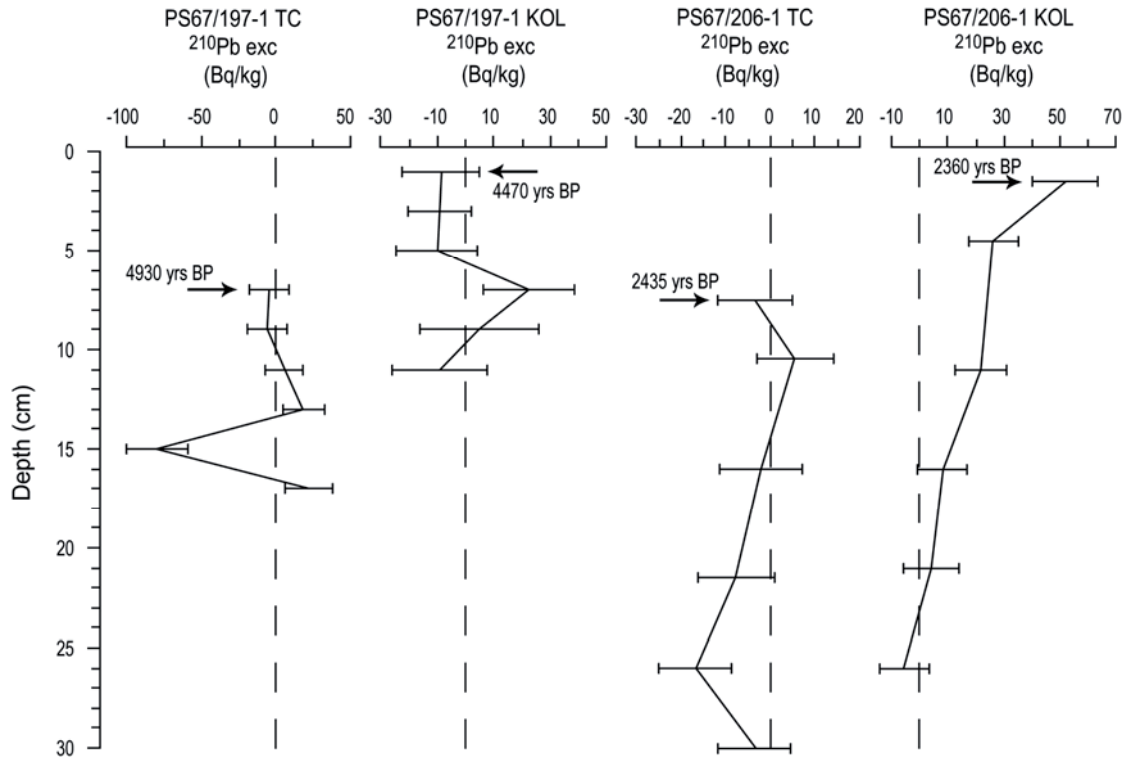 PS67/197-1 TC
²¹⁰Pb exc
(Bq/kg)
PS67/197-1 KOL
²¹⁰Pb exc
(Bq/kg)
PS67/206-1 TC
²¹⁰Pb exc
(Bq/kg)
PS67/206-1 KOL
²¹⁰Pb exc
(Bq/kg)
-100 -50 0 50
-30 -10 10 30 50
-30 -20 -10 0 10 20
-10 10 30 50 70
0
5
10
15
20
25
30
Depth (cm)
4930 yrs BP
4470 yrs BP
2435 yrs BP
2360 yrs BP